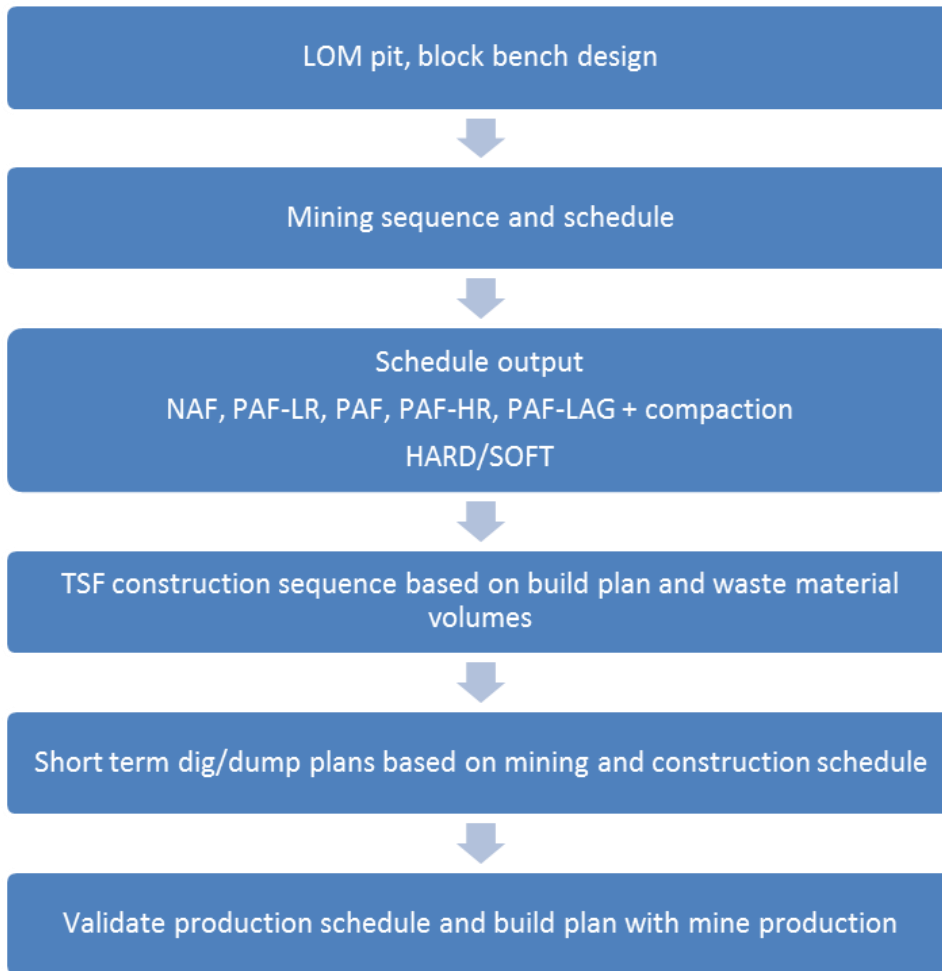 LOM pit, block bench design
Mining sequence and schedule
Schedule output
NAF, PAF-LR, PAF, PAF-HR, PAF-LAG + compaction
HARD/SOFT
TSF construction sequence based on build plan and waste material
volumes
Short term dig/dump plans based on mining and construction schedule
Validate production schedule and build plan with mine production